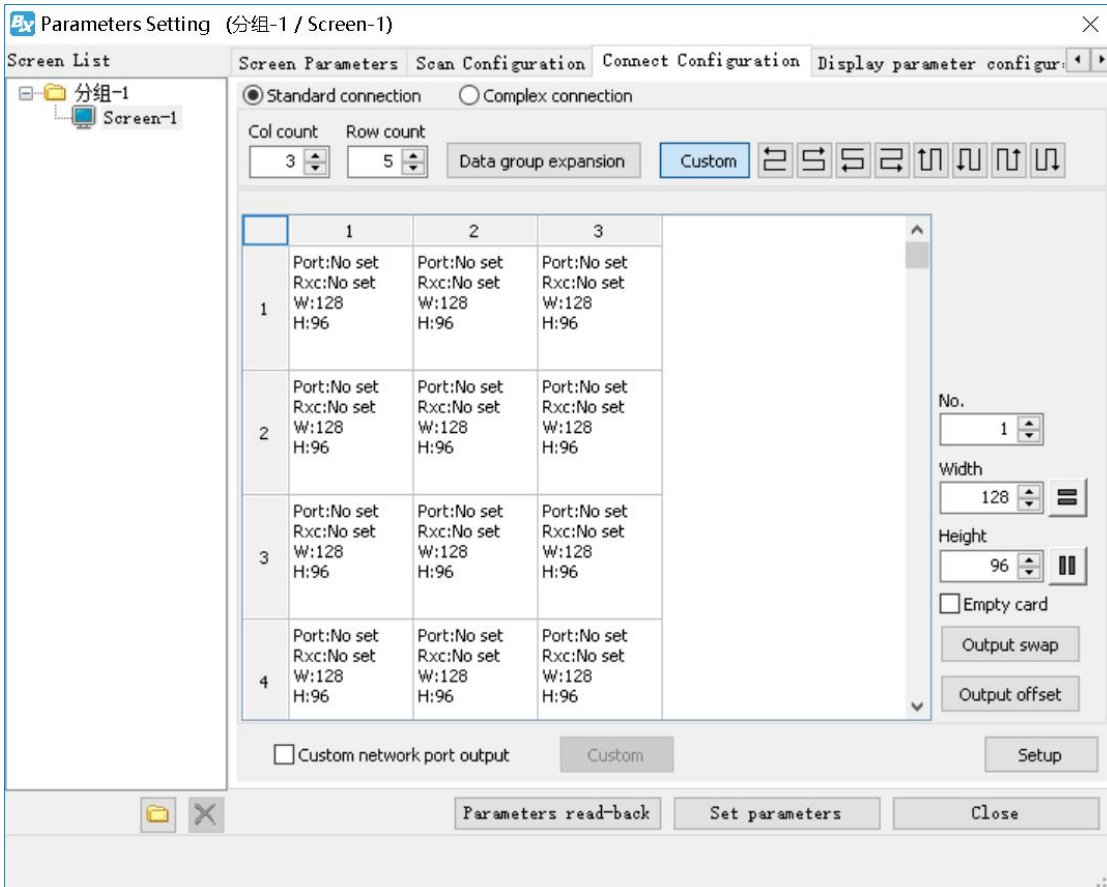 BX Parameters Setting (分组-1 / Screen-1)
Screen List
Screen Parameters Scan Configuration Connect Configuration Display parameter configur
分组-1
Screen-1
Standard connection Complex connection
Col count Row count
3 5 Data group expansion Custom
1 2 3
Port:No set Port:No set Port:No set
Rxc:No set Rxc:No set Rxc:No set
1 W:128 W:128 W:128
H:96 H:96 H:96
Port:No set Port:No set Port:No set
Rxc:No set Rxc:No set Rxc:No set
2 W:128 W:128 W:128
H:96 H:96 H:96
Port:No set Port:No set Port:No set
Rxc:No set Rxc:No set Rxc:No set
3 W:128 W:128 W:128
H:96 H:96 H:96
Port:No set Port:No set Port:No set
Rxc:No set Rxc:No set Rxc:No set
4 W:128 W:128 W:128
H:96 H:96 H:96
No.
1
Width
128
Height
96
Empty card
Output swap
Output offset
Custom network port output Custom Setup
Parameters read-back Set parameters Close